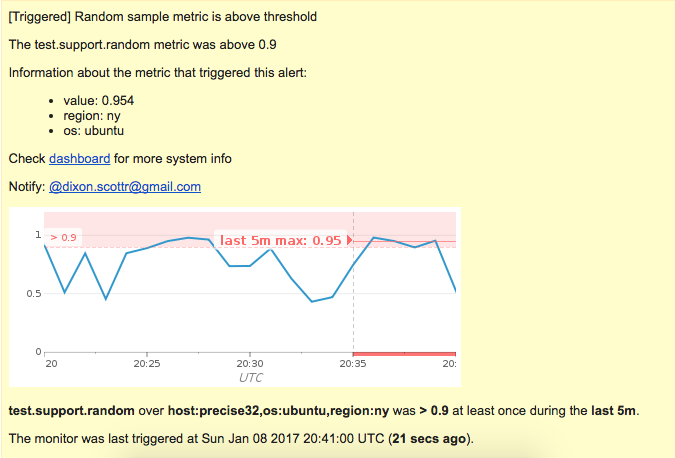 [Triggered] Random sample metric is above threshold
The test.support.random metric was above 0.9
Information about the metric that triggered this alert:
• value: 0.954
• region: ny
• os: ubuntu
Check dashboard for more system info
Notify: @dixon.scottr@gmail.com
1
> 0.9
last 5m max: 0.95
0.5
0
20 20:25 20:30 20:35 20:
UTC
test.support.random over host:precise32,os:ubuntu,region:ny was > 0.9 at least once during the last 5m.
The monitor was last triggered at Sun Jan 08 2017 20:41:00 UTC (21 secs ago).